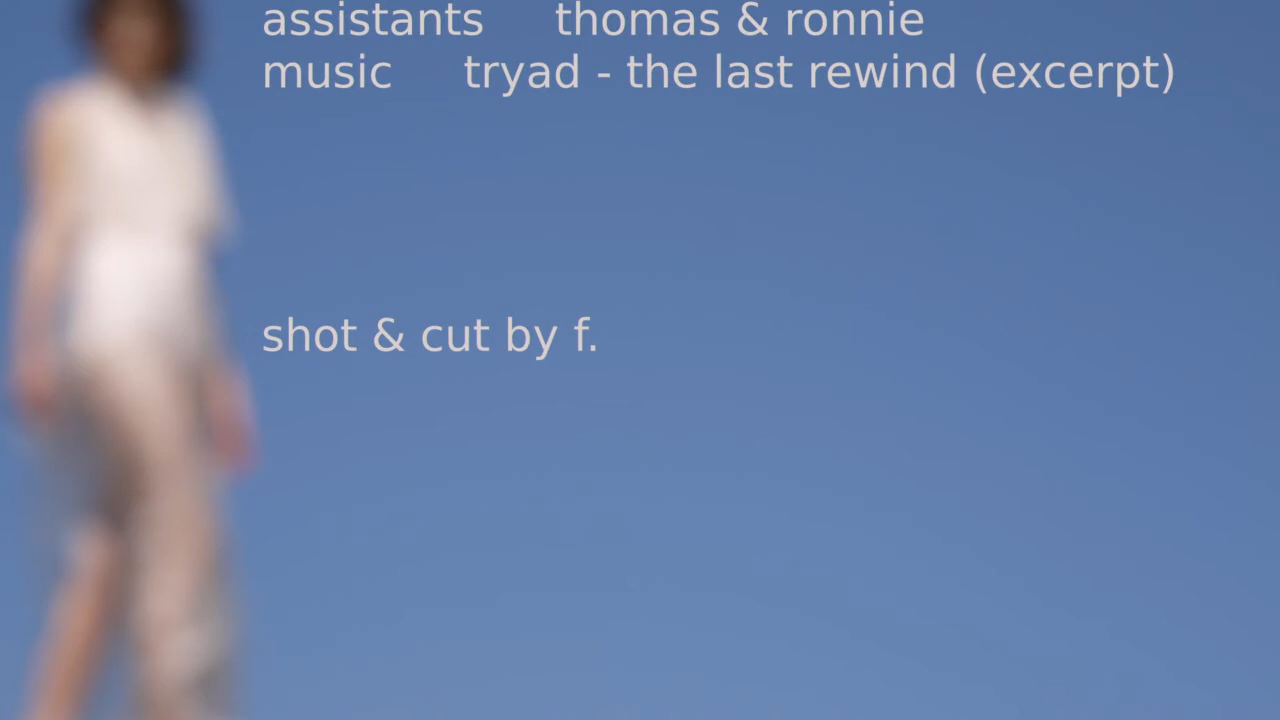 assistants thomas & ronnie
music tryad - the last rewind (excerpt)
shot & cut by f.